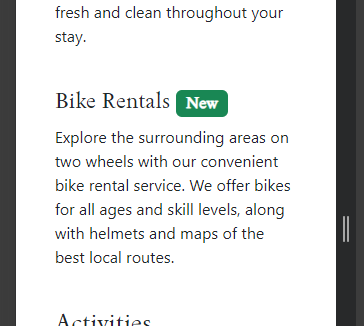 fresh and clean throughout your
stay.
Bike Rentals New
Explore the surrounding areas on
two wheels with our convenient
bike rental service. We offer bikes
for all ages and skill levels, along
with helmets and maps of the
best local routes.
Activities